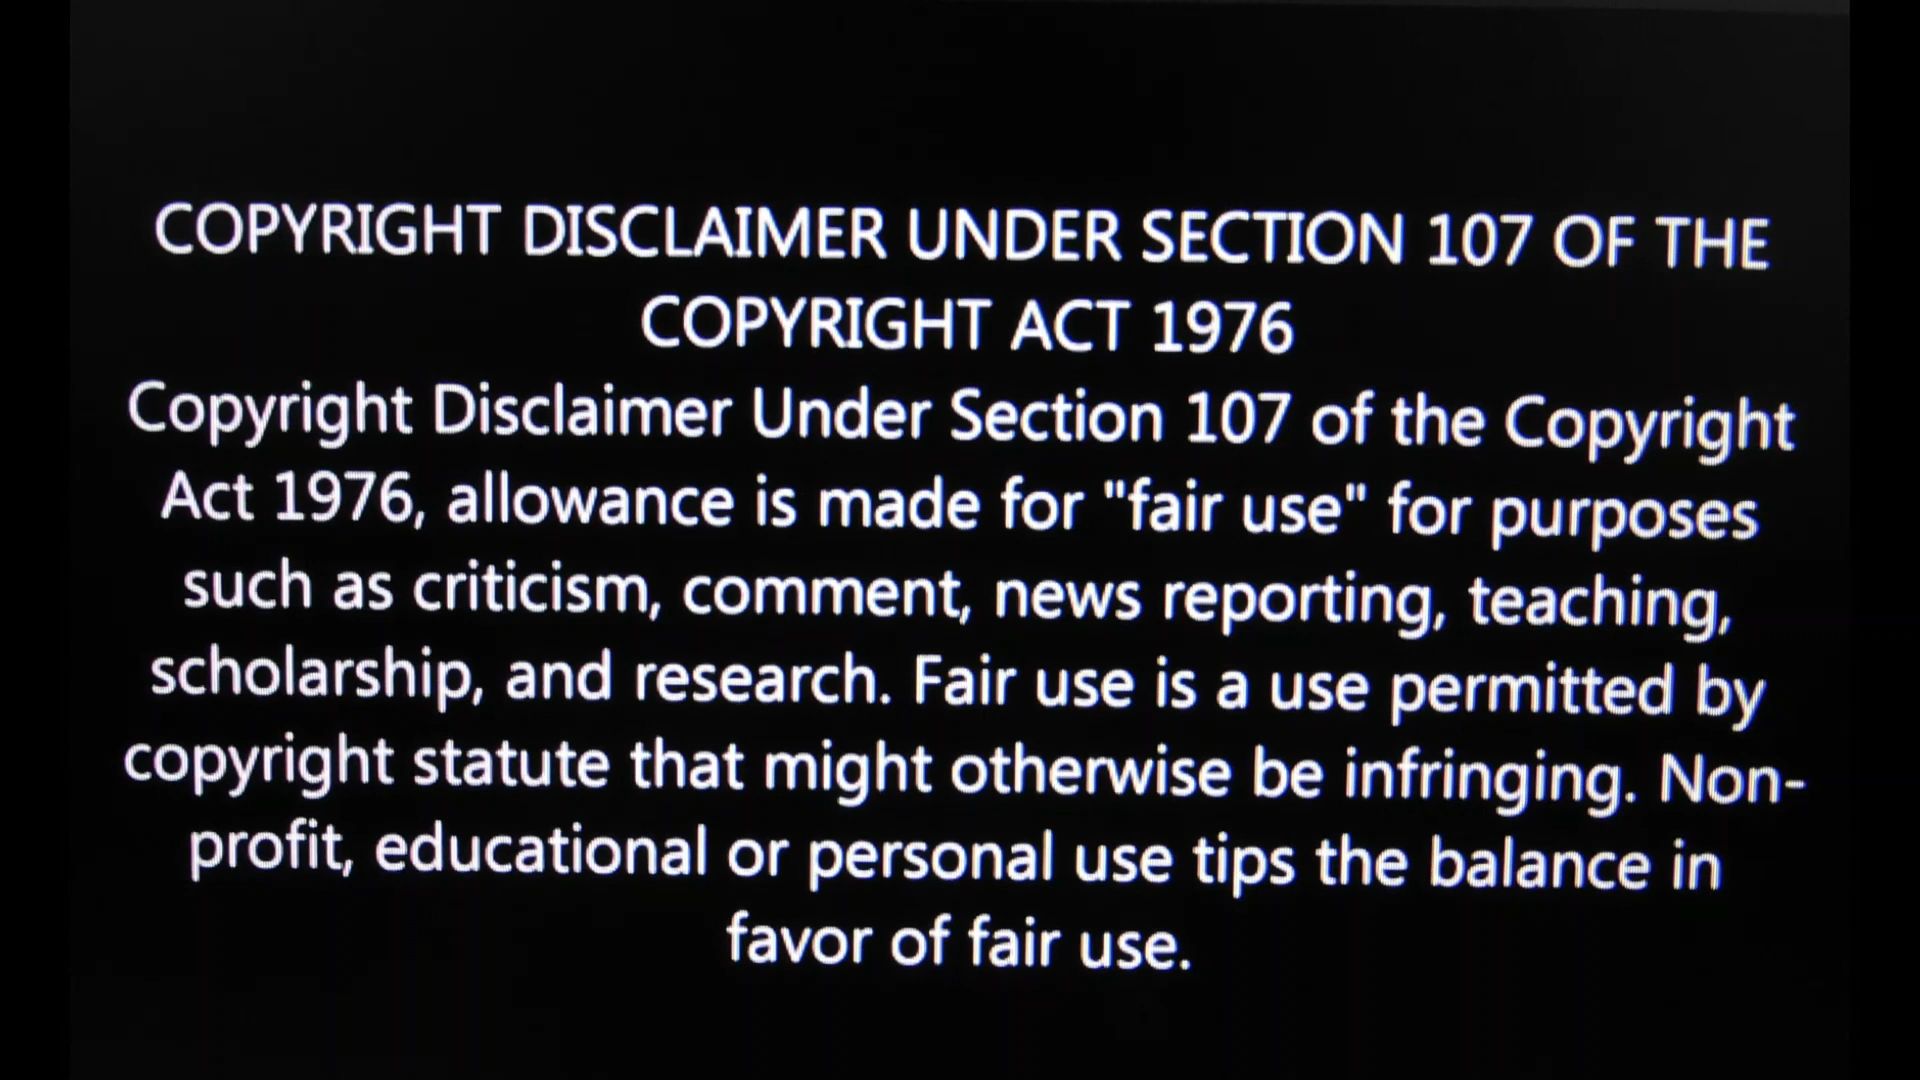 COPYRIGHT DISCLAIMER UNDER SECTION 107 OF THE
COPYRIGHT ACT 1976
Copyright Disclaimer Under Section 107 of the Copyright
Act 1976, allowance is made for "fair use" for purposes
such as criticism, comment, news reporting, teaching,
scholarship, and research. Fair use is a use permitted by
copyright statute that might otherwise be infringing. Non-
profit, educational or personal use tips the balance in
favor of fair use.